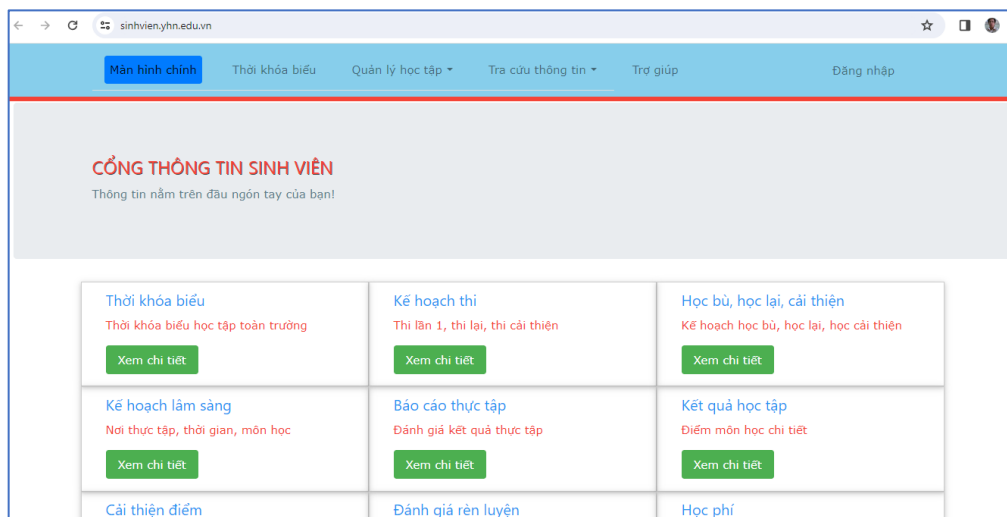 sinhvien.yhn.edu.vn
Màn hình chính Thời khóa biểu Quản lý học tập Tra cứu thông tin Trợ giúp Đăng nhập
CỔNG THÔNG TIN SINH VIÊN
Thông tin nằm trên đầu ngón tay của bạn!
Thời khóa biểu
Thời khóa biểu học tập toàn trường
Xem chi tiết
Kế hoạch thi
Thi lần 1, thi lại, thi cải thiện
Xem chi tiết
Học bù, học lại, cải thiện
Kế hoạch học bù, học lại, học cải thiện
Xem chi tiết
Kế hoạch lâm sàng
Nơi thực tập, thời gian, môn học
Xem chi tiết
Báo cáo thực tập
Đánh giá kết quả thực tập
Xem chi tiết
Kết quả học tập
Điểm môn học chi tiết
Xem chi tiết
Cải thiện điểm
Đánh giá rèn luyện
Học phí